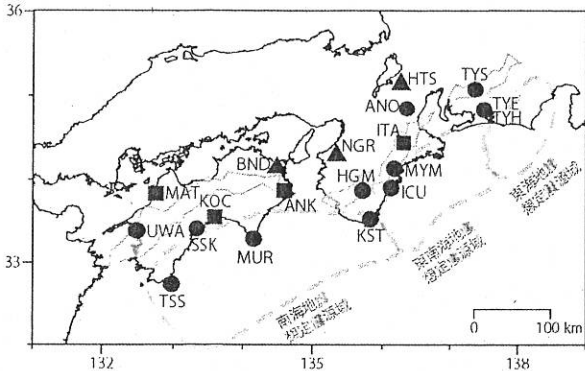 36
HTS
TYS
ANO
TYE
TYH
ITA
NGR
BND
HGM
MYM
ICU
MAT
KOC
ANK
KST
UWA
SSK
MUR
33
TSS
東海地震
想定震源域
東南海地震
想定震源域
南海地震
想定震源域
0 100 km
132 135 138